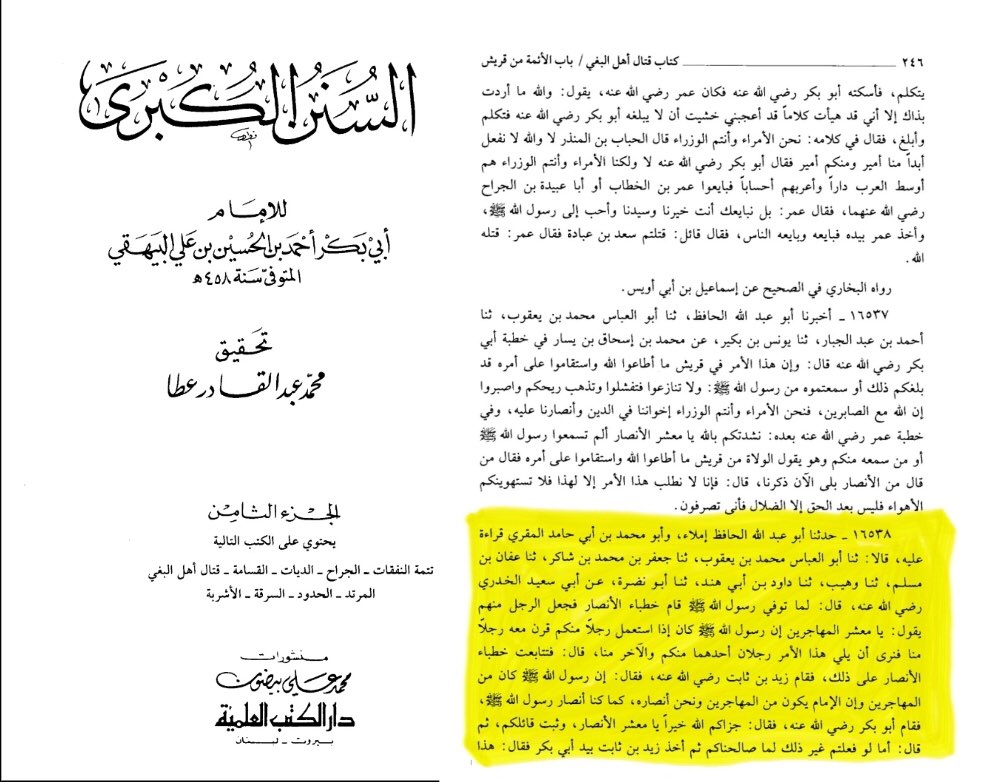 السنن الكبرى
للإمام
أبي بكر أحمد بن الحسين بن علي البيهقي
المتوفى سنة ٤٥٨ هـ
تحقيق
محمد عبد القادر عطا
الجزء الثامن
يحتوي على الكتب التالية
تتمة النفقات - الجراح - الديات - القسامة - قتال أهل البغي
المرتد - الحدود - السرقة - الأشربة
منشورات
محمد علي بيضون
دار الكتب العلمية
بيروت - لبنان
٢٤٦ كتاب قتال أهل البغي / باب الأئمة من قريش
يتكلم، فأسكته أبو بكر رضي الله عنه فكان عمر رضي الله عنه، يقول: والله ما أردت
بذاك إلا أني قد هيأت كلاماً قد أعجبني خشيت أن لا يبلغه أبو بكر رضي الله عنه فتكلم
وأبلغ، فقال في كلامه: نحن الأمراء وأنتم الوزراء قال الحباب بن المنذر لا والله لا نفعل
أبداً منا أمير ومنكم أمير فقال أبو بكر رضي الله عنه لا ولكنا الأمراء وأنتم الوزراء هم
أوسط العرب داراً وأعربهم أحساباً فبايعوا عمر بن الخطاب أو أبا عبيدة بن الجراح
رضي الله عنهما، فقال عمر: بل نبايعك أنت خيرنا وسيدنا وأحب إلى رسول الله ﷺ،
وأخذ عمر بيده فبايعه وبايعه الناس، فقال قائل: قتلتم سعد بن عبادة فقال عمر: قتله
الله.
رواه البخاري في الصحيح عن إسماعيل بن أبي أويس.
١٦٥٣٧ - أخبرنا أبو عبد الله الحافظ، ثنا أبو العباس محمد بن يعقوب، ثنا
أحمد بن عبد الجبار، ثنا يونس بن بكير، عن محمد بن إسحاق بن يسار في خطبة أبي
بكر رضي الله عنه قال: وإن هذا الأمر في قريش ما أطاعوا الله واستقاموا على أمره قد
بلغكم ذلك أو سمعتموه من رسول الله ﷺ: ولا تنازعوا فتفشلوا وتذهب ريحكم واصبروا
إن الله مع الصابرين، فنحن الأمراء وأنتم الوزراء إخواننا في الدين وأنصارنا عليه، وفي
خطبة عمر رضي الله عنه بعده: نشدتكم بالله يا معشر الأنصار ألم تسمعوا رسول الله ﷺ
أو من سمعه منكم وهو يقول الولاة من قريش ما أطاعوا الله واستقاموا على أمره فقال من
قال من الأنصار بلى الآن ذكرنا، قال: فإنا لا نطلب هذا الأمر إلا لهذا فلا تستهوينكم
الأهواء فليس بعد الحق إلا الضلال فأنى تصرفون.
١٦٥٣٨ - حدثنا أبو عبد الله الحافظ إملاء، وأبو محمد بن أبي حامد المقري قراءة
عليه، قالا: ثنا أبو العباس محمد بن يعقوب، ثنا جعفر بن محمد بن شاكر، ثنا عفان بن
مسلم، ثنا وهيب، ثنا داود بن أبي هند، ثنا أبو نضرة، عن أبي سعيد الخدري
رضي الله عنه، قال: لما توفي رسول الله ﷺ قام خطباء الأنصار فجعل الرجل منهم
يقول: يا معشر المهاجرين إن رسول الله ﷺ كان إذا استعمل رجلاً منكم قرن معه رجلاً
منا فنرى أن يلي هذا الأمر رجلان أحدهما منكم والآخر منا، قال: فتتابعت خطباء
الأنصار على ذلك، فقام زيد بن ثابت رضي الله عنه، فقال: إن رسول الله ﷺ كان من
المهاجرين وإن الإمام يكون من المهاجرين ونحن أنصاره، كما كنا أنصار رسول الله ﷺ،
فقام أبو بكر رضي الله عنه، فقال: جزاكم الله خيراً يا معشر الأنصار، وثبت قائلكم، ثم
قال: أما لو فعلتم غير ذلك لما صالحناكم ثم أخذ زيد بن ثابت بيد أبي بكر فقال: هذا